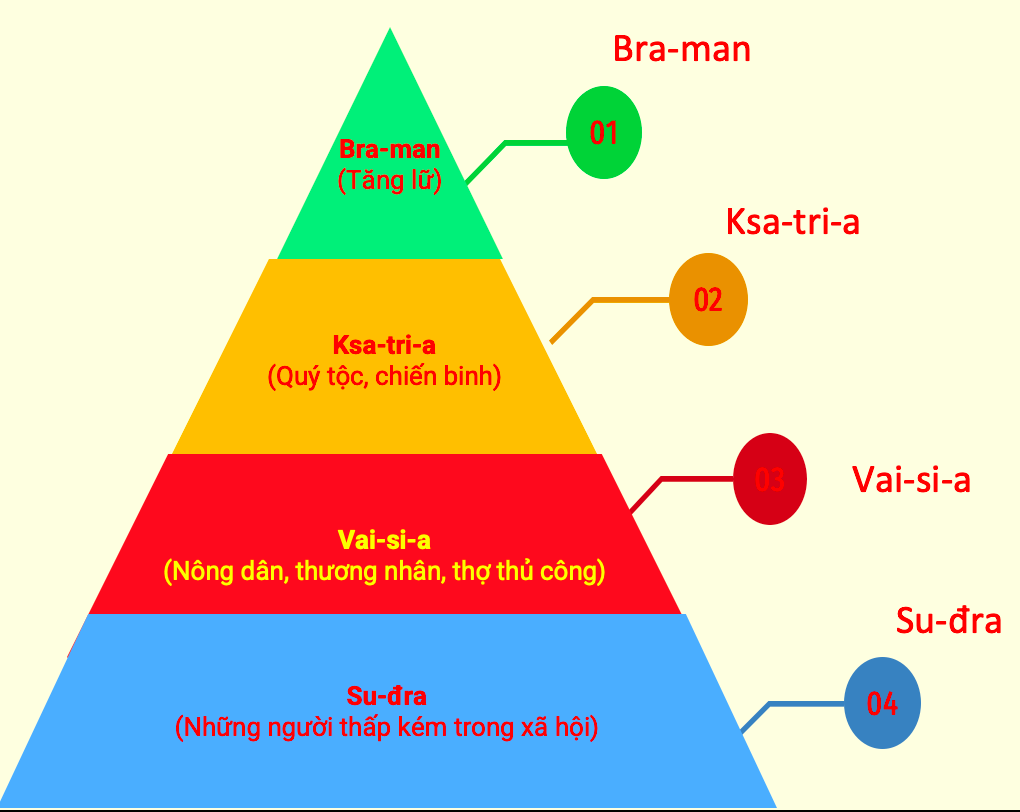 Bra-man
01
Bra-man
(Tăng lữ)
Ksa-tri-a
02
Ksa-tri-a
(Quý tộc, chiến binh)
03
Vai-si-a
Vai-si-a
(Nông dân, thương nhân, thợ thủ công)
Su-đra
04
Su-đra
(Những người thấp kém trong xã hội)